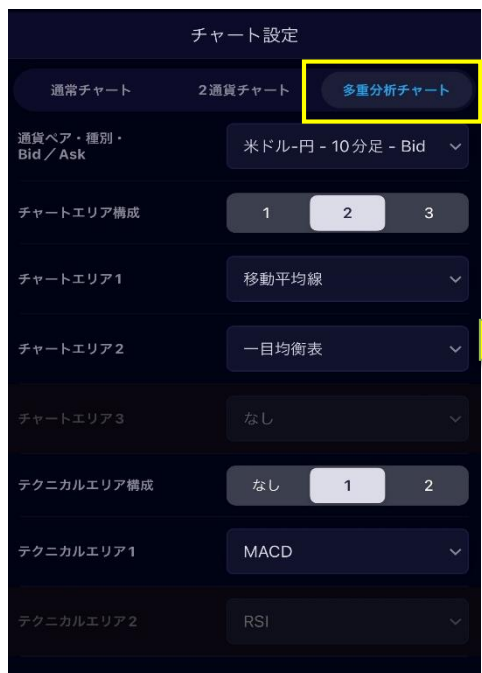 チャート設定
通常チャート 2通貨チャート 多重分析チャート
通貨ペア・種別・
Bid／Ask
米ドル-円 - 10分足 - Bid
チャートエリア構成 1 2 3
チャートエリア1 移動平均線
チャートエリア2 一目均衡表
チャートエリア3 なし
テクニカルエリア構成 なし 1 2
テクニカルエリア1 MACD
テクニカルエリア2 RSI